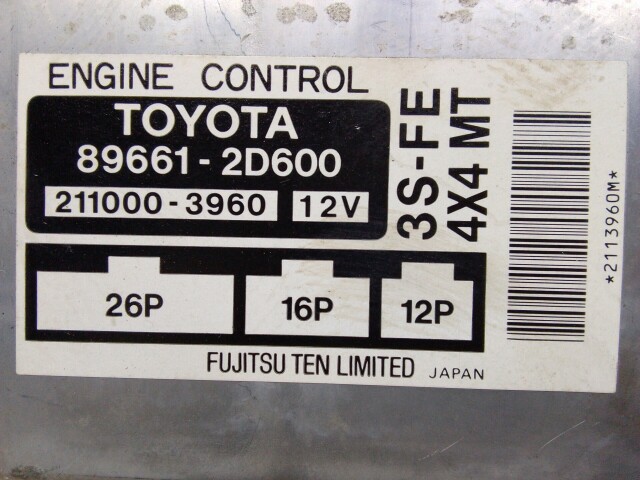 ENGINE CONTROL
TOYOTA
89661-2D600
211000-3960 12V
3S-FE
4X4 MT
26P 16P 12P
FUJITSU TEN LIMITED JAPAN
*2113960M*